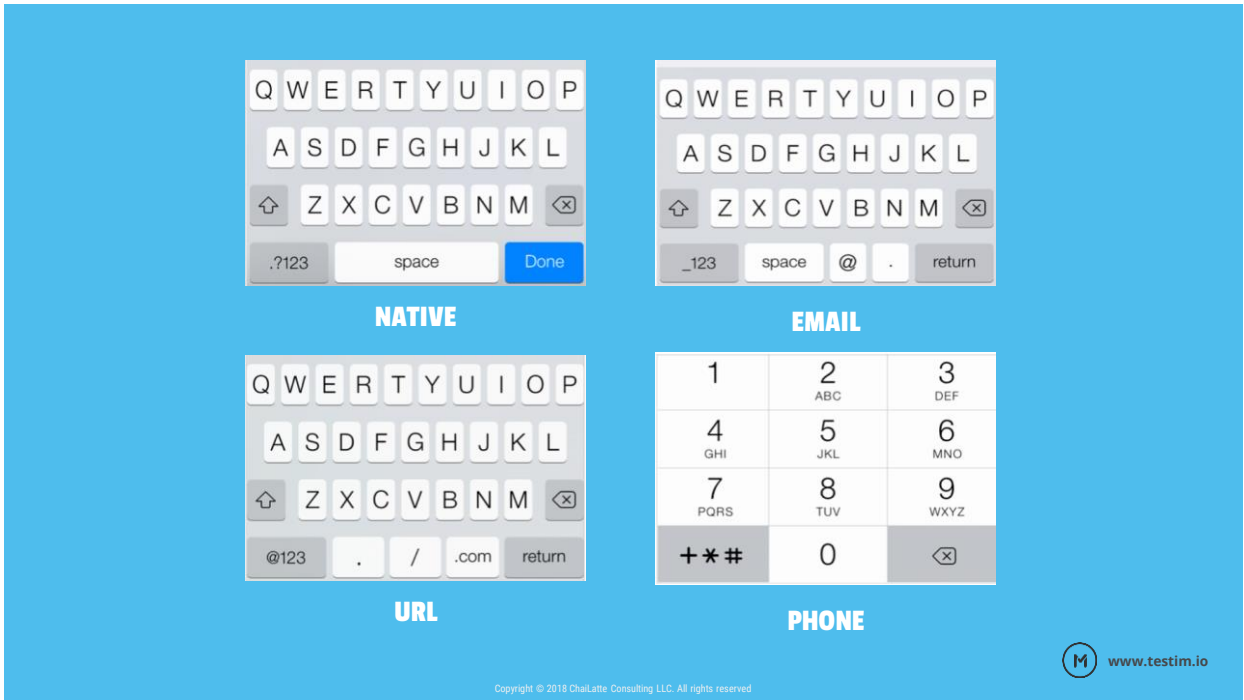 Q W E R T Y U I O P
A S D F G H J K L
Z X C V B N M
.?123 space Done
NATIVE
Q W E R T Y U I O P
A S D F G H J K L
Z X C V B N M
_123 space @ . return
EMAIL
Q W E R T Y U I O P
A S D F G H J K L
Z X C V B N M
@123 . / .com return
URL
1 2 3
ABC DEF
4 5 6
GHI JKL MNO
7 8 9
PQRS TUV WXYZ
+*# 0
PHONE
M www.testim.io
Copyright © 2018 ChaiLatte Consulting LLC. All rights reserved